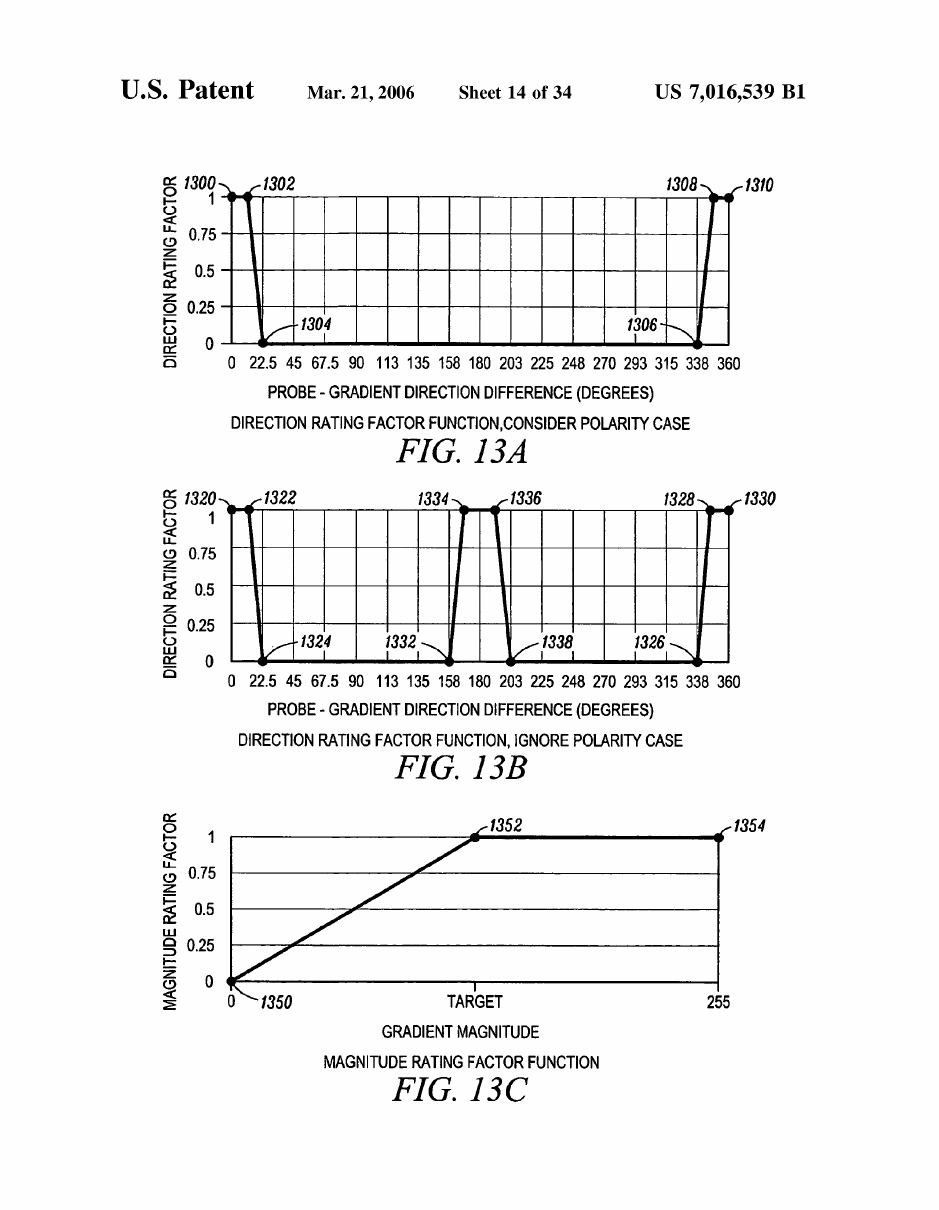 U.S. Patent Mar. 21, 2006 Sheet 14 of 34 US 7,016,539 B1
DIRECTION RATING FACTOR
1300 1302 1308 1310
1
0.75
0.5
0.25
1304 1306
0
0 22.5 45 67.5 90 113 135 158 180 203 225 248 270 293 315 338 360
PROBE - GRADIENT DIRECTION DIFFERENCE (DEGREES)
DIRECTION RATING FACTOR FUNCTION,CONSIDER POLARITY CASE
FIG. 13A
DIRECTION RATING FACTOR
1320 1322 1334 1336 1328 1330
1
0.75
0.5
0.25
1324 1332 1338 1326
0
0 22.5 45 67.5 90 113 135 158 180 203 225 248 270 293 315 338 360
PROBE - GRADIENT DIRECTION DIFFERENCE (DEGREES)
DIRECTION RATING FACTOR FUNCTION, IGNORE POLARITY CASE
FIG. 13B
MAGNITUDE RATING FACTOR
1352 1354
1
0.75
0.5
0.25
0
0 1350 TARGET 255
GRADIENT MAGNITUDE
MAGNITUDE RATING FACTOR FUNCTION
FIG. 13C